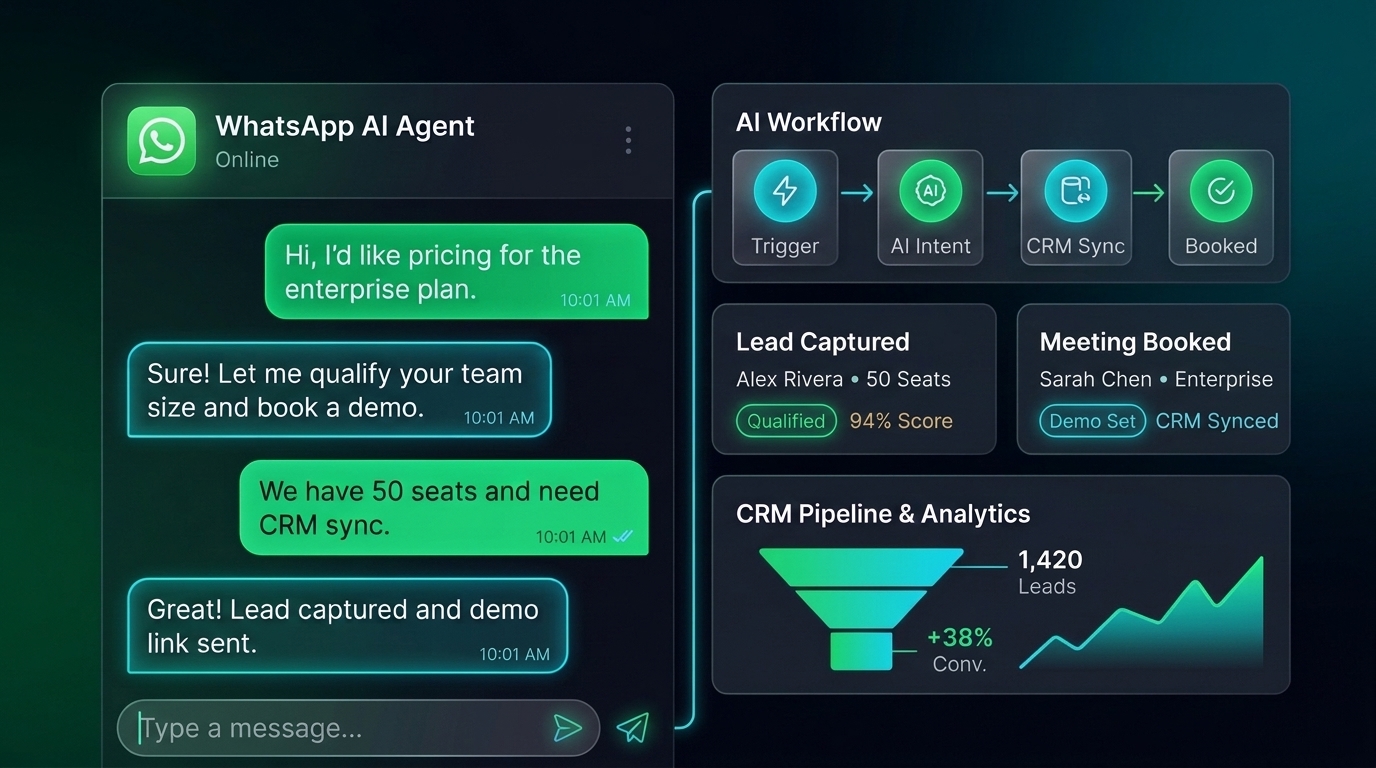 WhatsApp AI Agent
Online
Hi, I'd like pricing for the
enterprise plan.
10:01 AM
Sure! Let me qualify your team
size and book a demo.
10:01 AM
We have 50 seats and need
CRM sync.
10:01 AM
Great! Lead captured and demo
link sent.
10:01 AM
Type a message...
AI Workflow
AI
Trigger
AI Intent
CRM Sync
Booked
Lead Captured
Alex Rivera • 50 Seats
Qualified
94% Score
Meeting Booked
Sarah Chen • Enterprise
Demo Set
CRM Synced
CRM Pipeline & Analytics
1,420
Leads
+38%
Conv.